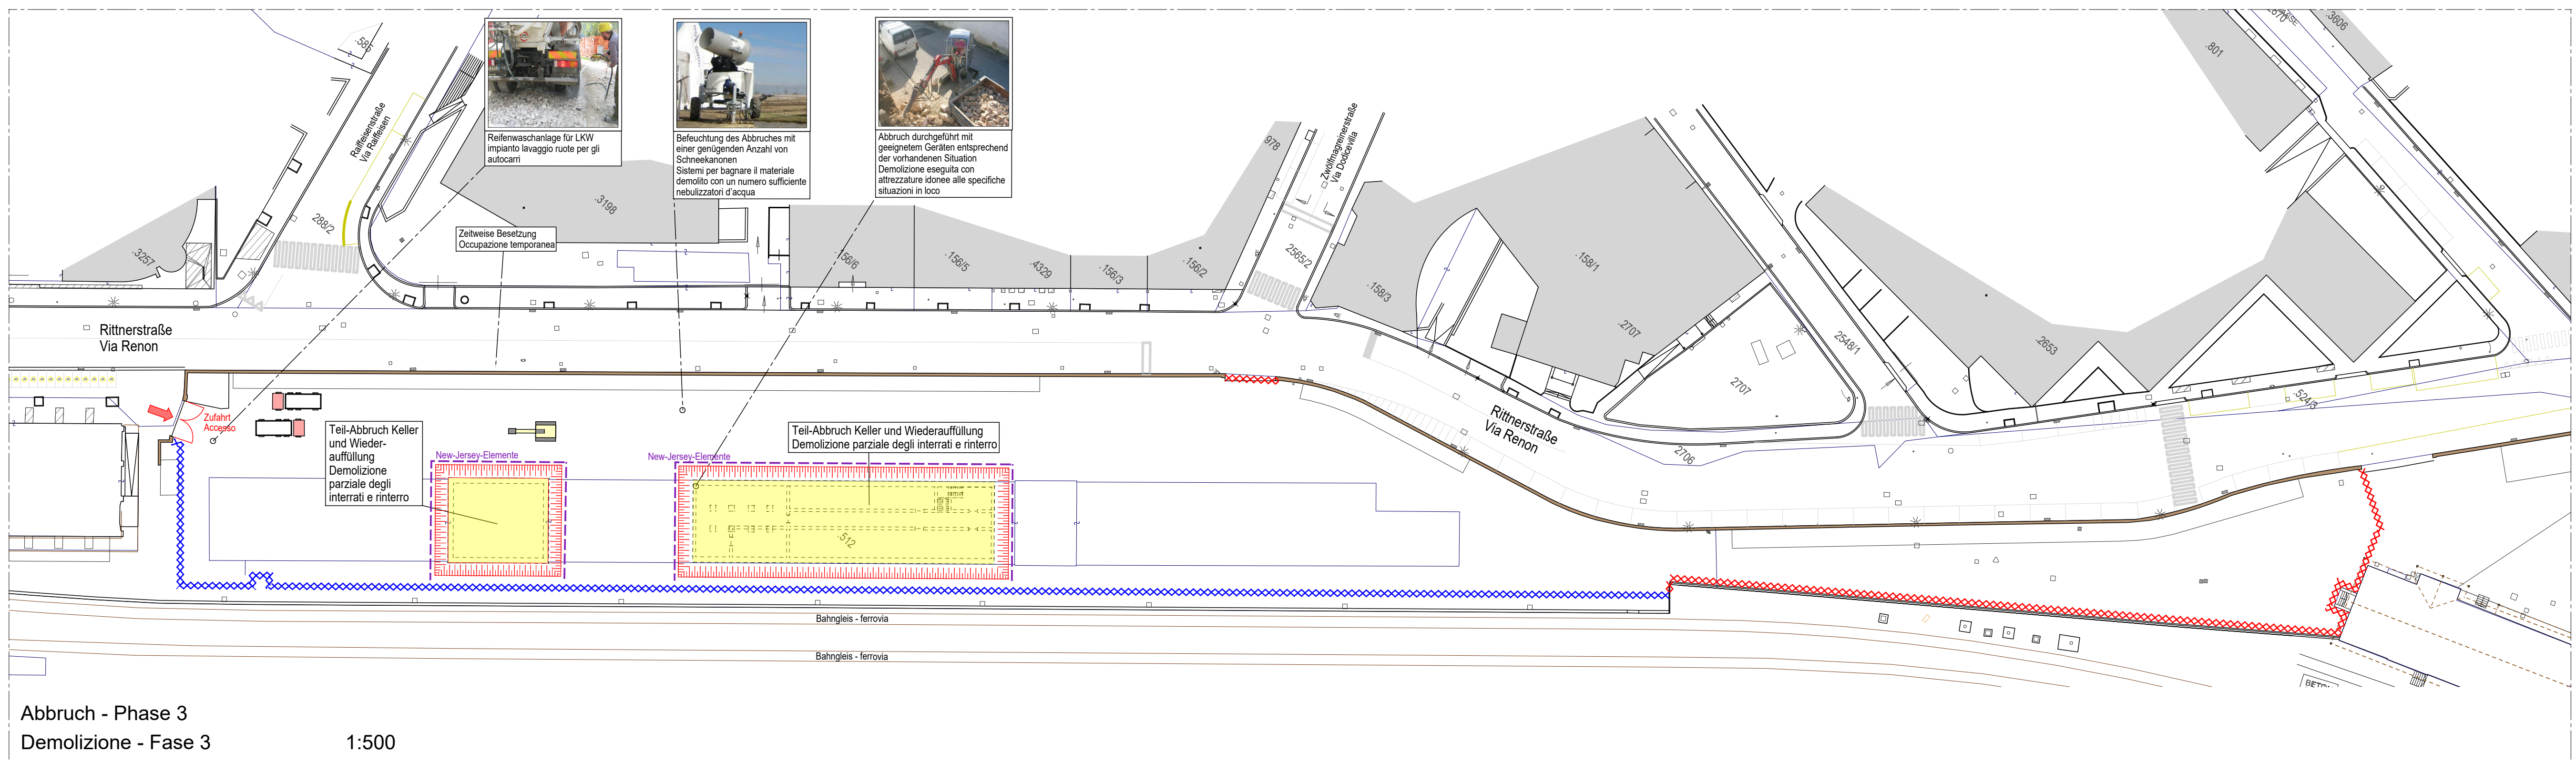 .585
Raiffeisenstraße
Via Raiffeisen
288/2
.3257
Reifenwaschanlage für LKW
impianto lavaggio ruote per gli
autocarri
Befeuchtung des Abbruches mit
einer genügenden Anzahl von
Schneekanonen
Sistemi per bagnare il materiale
demolito con un numero sufficiente
nebulizzatori d'acqua
Abbruch durchgeführt mit
geeignetem Geräten entsprechend
der vorhandenen Situation
Demolizione eseguita con
attrezzature idonee alle specifiche
situazioni in loco
.3198
Zeitweise Besetzung
Occupazione temporanea
.156/6
.156/5
.4329
.156/3
.156/2
978
Zwölfmagreinerstraße
Via Dodiciville
2565/2
.158/3
.158/1
.2707
2707
2548/1
.2653
.801
.3606
.524/3
2706
Rittnerstraße
Via Renon
Rittnerstraße
Via Renon
Zufahrt
Accesso
Teil-Abbruch Keller
und Wieder-
auffüllung
Demolizione
parziale degli
interrati e rinterro
New-Jersey-Elemente
New-Jersey-Elemente
Teil-Abbruch Keller und Wiederauffüllung
Demolizione parziale degli interrati e rinterro
.512
Bahngleis - ferrovia
Bahngleis - ferrovia
Abbruch - Phase 3
Demolizione - Fase 3
1:500